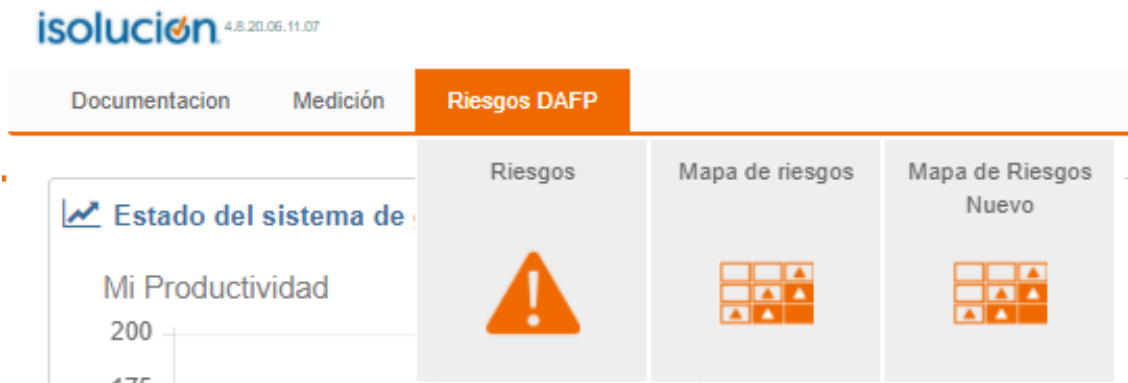 isolución 4.8.20.06.11.07
Documentacion Medición Riesgos DAFP
Riesgos Mapa de riesgos Mapa de Riesgos
Nuevo
Estado del sistema de
Mi Productividad
200
175